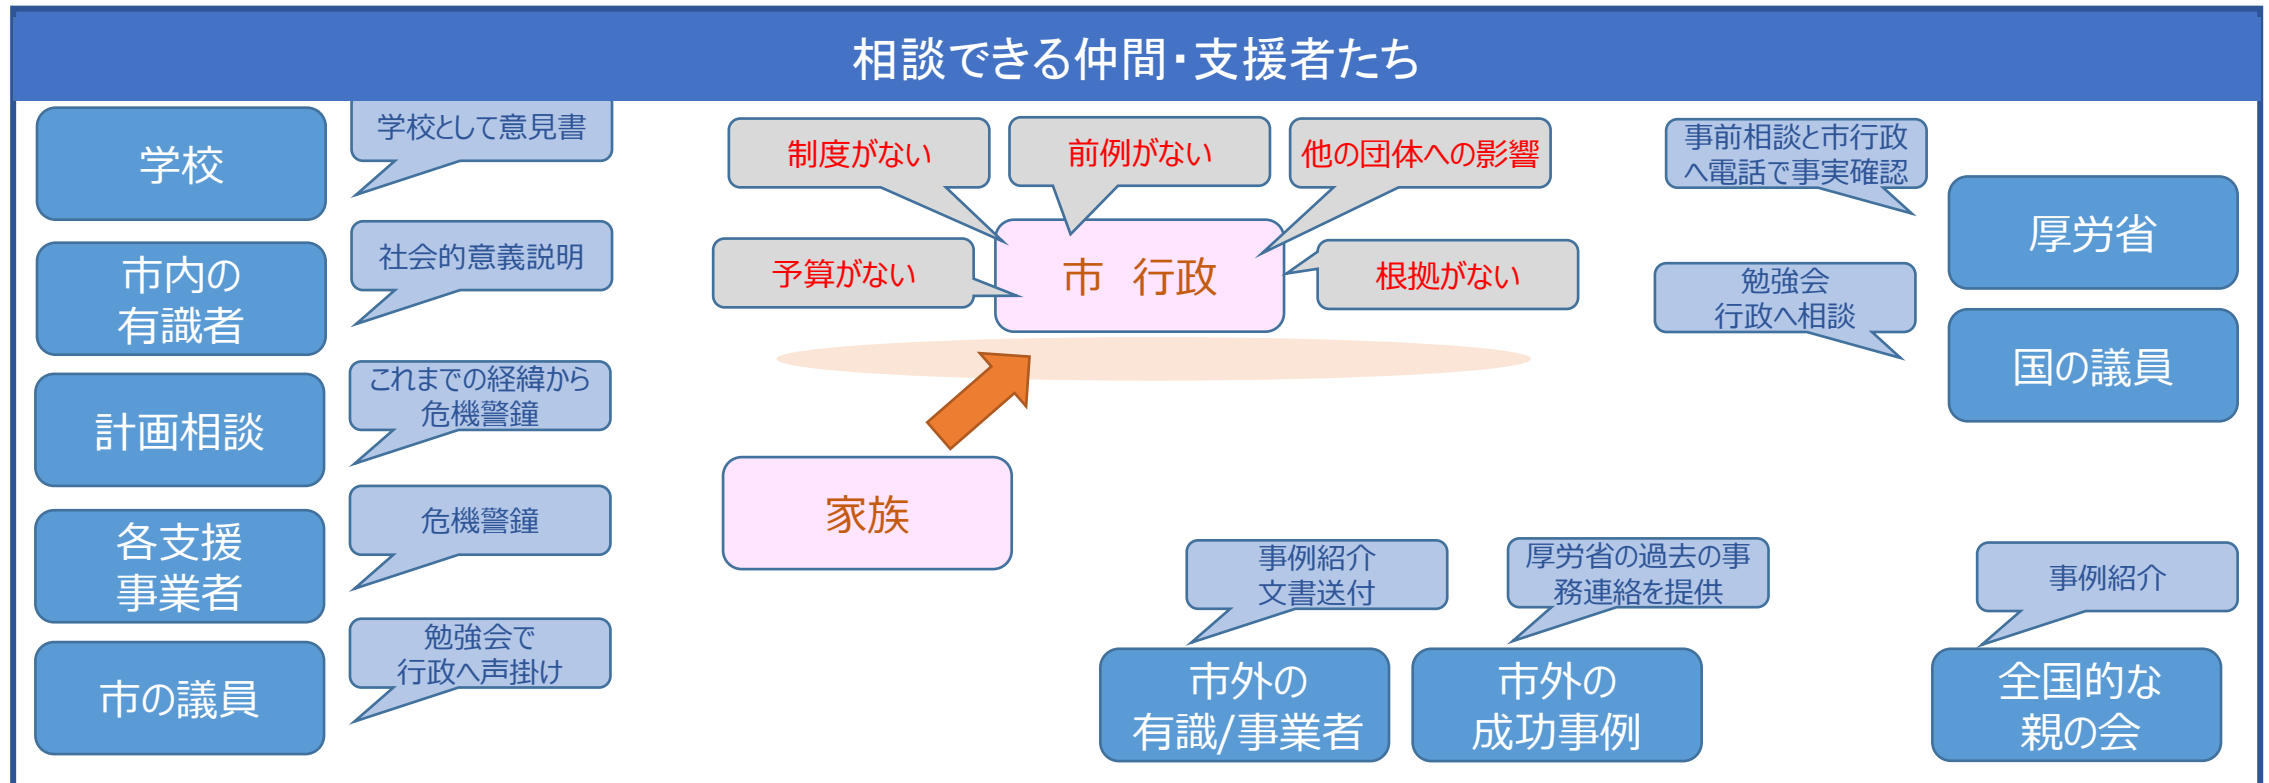 相談できる仲間・支援者たち
学校
学校として意見書
市内の
有識者
社会的意義説明
計画相談
これまでの経緯から
危機警鐘
各支援
事業者
危機警鐘
市の議員
勉強会で
行政へ声掛け
制度がない
前例がない
他の団体への影響
予算がない
市　行政
根拠がない
家族
事前相談と市行政
へ電話で事実確認
厚労省
勉強会
行政へ相談
国の議員
事例紹介
文書送付
市外の
有識/事業者
厚労省の過去の事
務連絡を提供
市外の
成功事例
事例紹介
全国的な
親の会